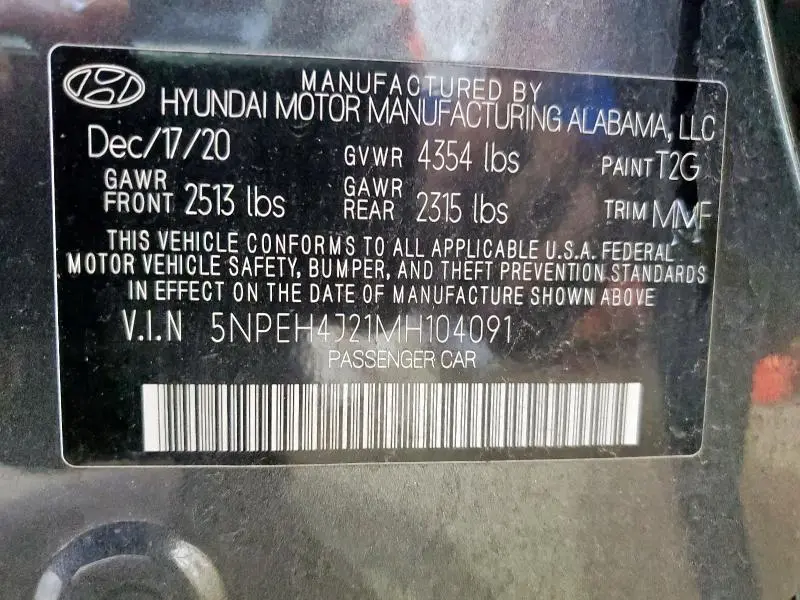 MANUFACTURED BY
HYUNDAI MOTOR MANUFACTURING ALABAMA, LLC
Dec/17/20 GVWR 4354 lbs PAINT T2G
GAWR FRONT 2513 lbs GAWR REAR 2315 lbs TRIM MMF
THIS VEHICLE CONFORMS TO ALL APPLICABLE U.S.A. FEDERAL
MOTOR VEHICLE SAFETY, BUMPER, AND THEFT PREVENTION STANDARDS
IN EFFECT ON THE DATE OF MANUFACTURE SHOWN ABOVE
V.I.N 5NPEH4J21MH104091
PASSENGER CAR